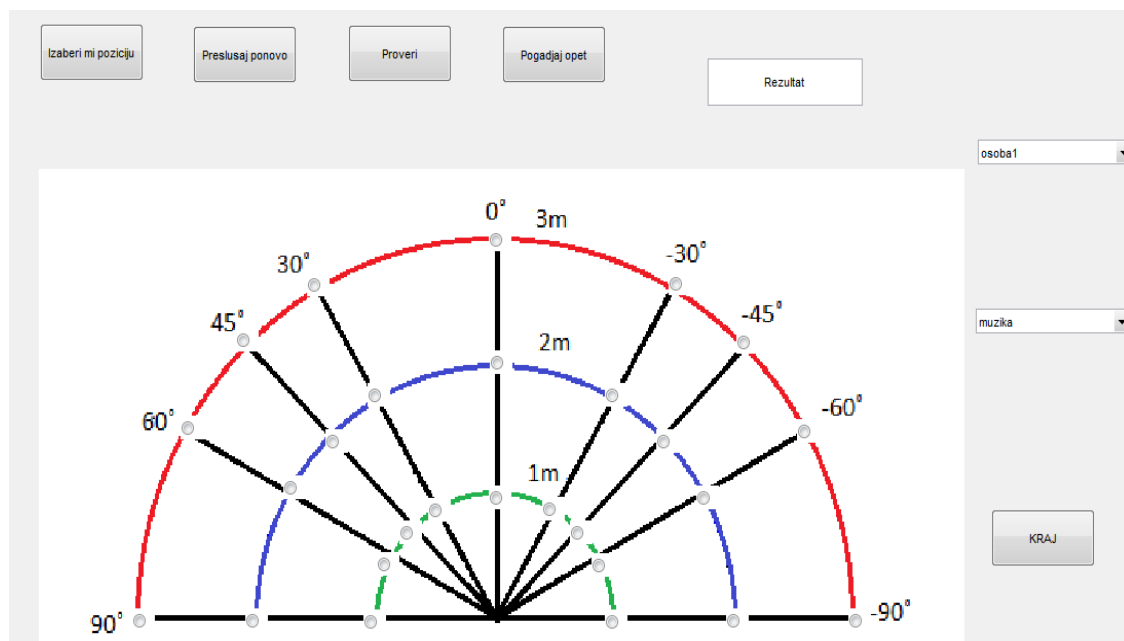 Izaberi mi poziciju
Preslusaj ponovo
Proveri
Pogadjaj opet
Rezultat
osoba1
0°
3m
30°
-30°
45°
-45°
muzika
2m
60°
-60°
1m
KRAJ
90°
-90°